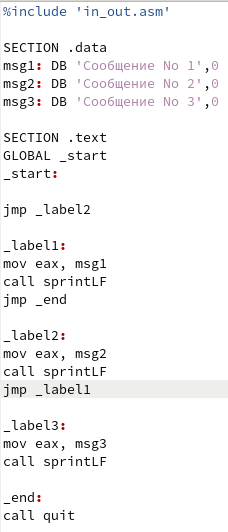 %include 'in_out.asm'
SECTION .data
msg1: DB 'Сообщение No 1',0
msg2: DB 'Сообщение No 2',0
msg3: DB 'Сообщение No 3',0
SECTION .text
GLOBAL _start
_start:
jmp _label2
_label1:
mov eax, msg1
call sprintLF
jmp _end
_label2:
mov eax, msg2
call sprintLF
jmp _label1
_label3:
mov eax, msg3
call sprintLF
_end:
call quit